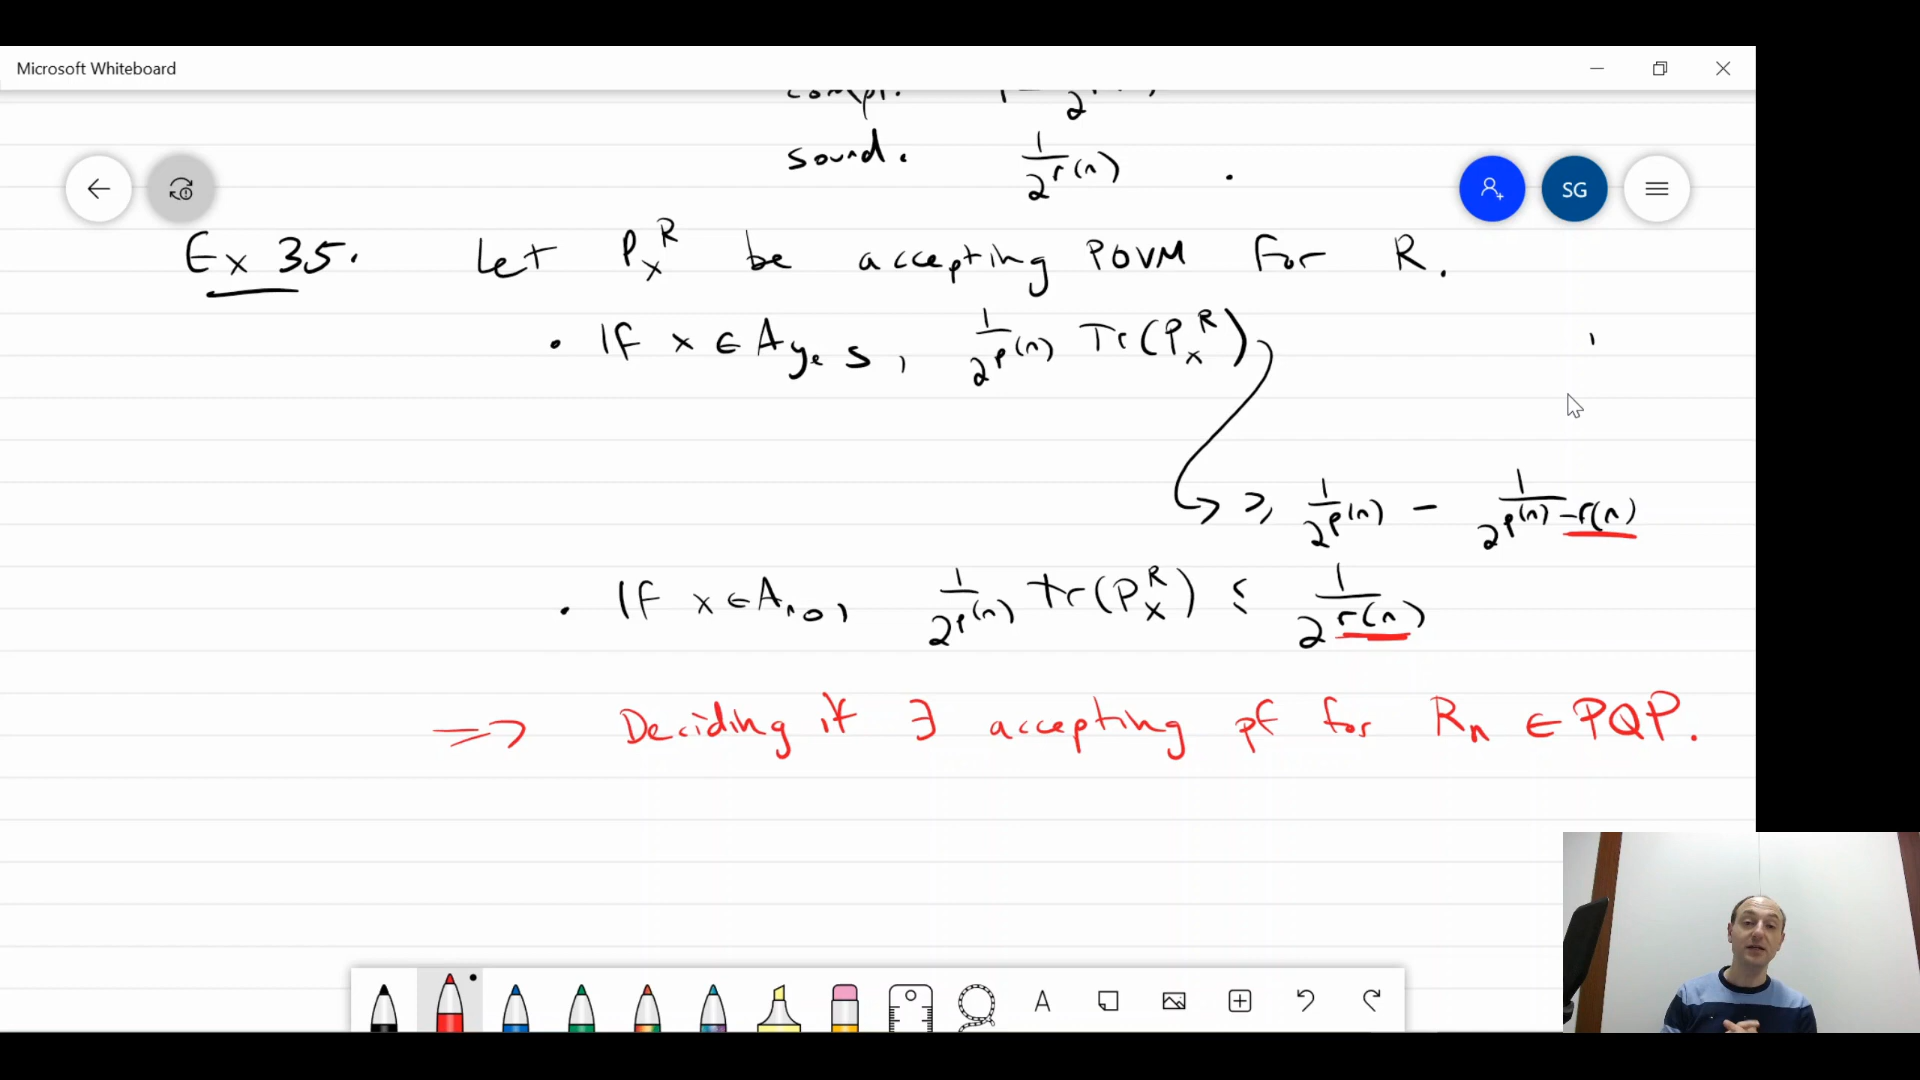 Microsoft Whiteboard
sound. 1/2^r(n) .
SG
Ex 35. Let P_x^R be accepting POVM for R.
• If x ∈ A_yes, 1/2^p(n) Tr(P_x^R)
≥ 1/2^p(n) - 1/2^p(n)-r(n)
• If x ∈ A_no, 1/2^p(n) Tr(P_x^R) ≤ 1/2^r(n)
=> Deciding if ∃ accepting pf for R_n ∈ PQP.